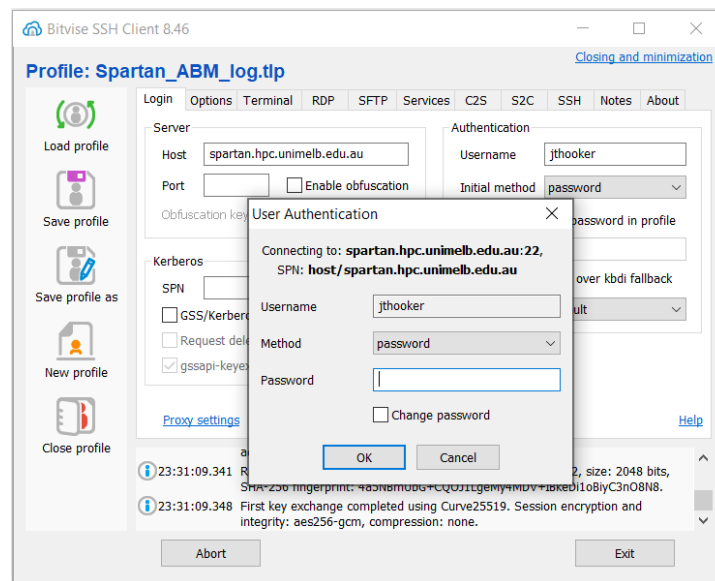 Bitvise SSH Client 8.46
Profile: Spartan_ABM_log.tlp
Closing and minimization
Load profile
Save profile
Save profile as
New profile
Close profile
Login Options Terminal RDP SFTP Services C2S S2C SSH Notes About
Server
Host spartan.hpc.unimelb.edu.au
Port Enable obfuscation
Obfuscation key
Kerberos
SPN
GSS/Kerbero
Request dele
gssapi-keyex
Proxy settings
Authentication
Username jthooker
Initial method password
password in profile
over kbdi fallback
ult
Help
User Authentication
Connecting to: spartan.hpc.unimelb.edu.au:22,
SPN: host/spartan.hpc.unimelb.edu.au
Username jthooker
Method password
Password
Change password
OK Cancel
23:31:09.341 R 2, size: 2048 bits,
SHA-256 fingerprint:
23:31:09.348 First key exchange completed using Curve25519. Session encryption and
integrity: aes256-gcm, compression: none.
Abort Exit